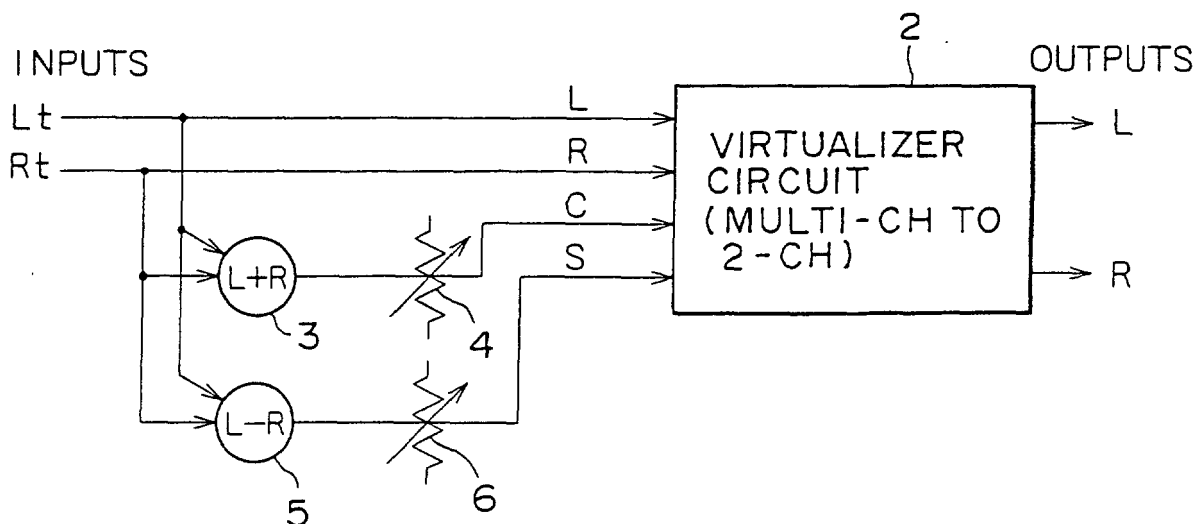 2
INPUTS
OUTPUTS
Lt
L
L
Rt
R
VIRTUALIZER
CIRCUIT
(MULTI-CH TO
2-CH)
C
S
R
L+R
3
4
L−R
5
6